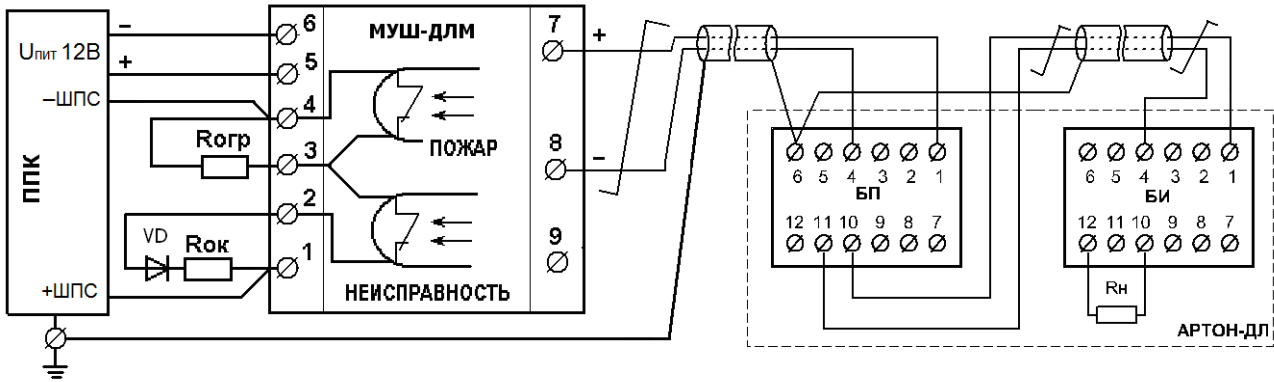 ППК
Uпит 12В
–
+
–ШПС
Rогр
VD
Rок
+ШПС
МУШ-ДЛМ
6
5
4
3
2
1
ПОЖАР
НЕИСПРАВНОСТЬ
7
8
9
+
–
6 5 4 3 2 1
БП
12 11 10 9 8 7
6 5 4 3 2 1
БИ
12 11 10 9 8 7
Rн
АРТОН-ДЛ